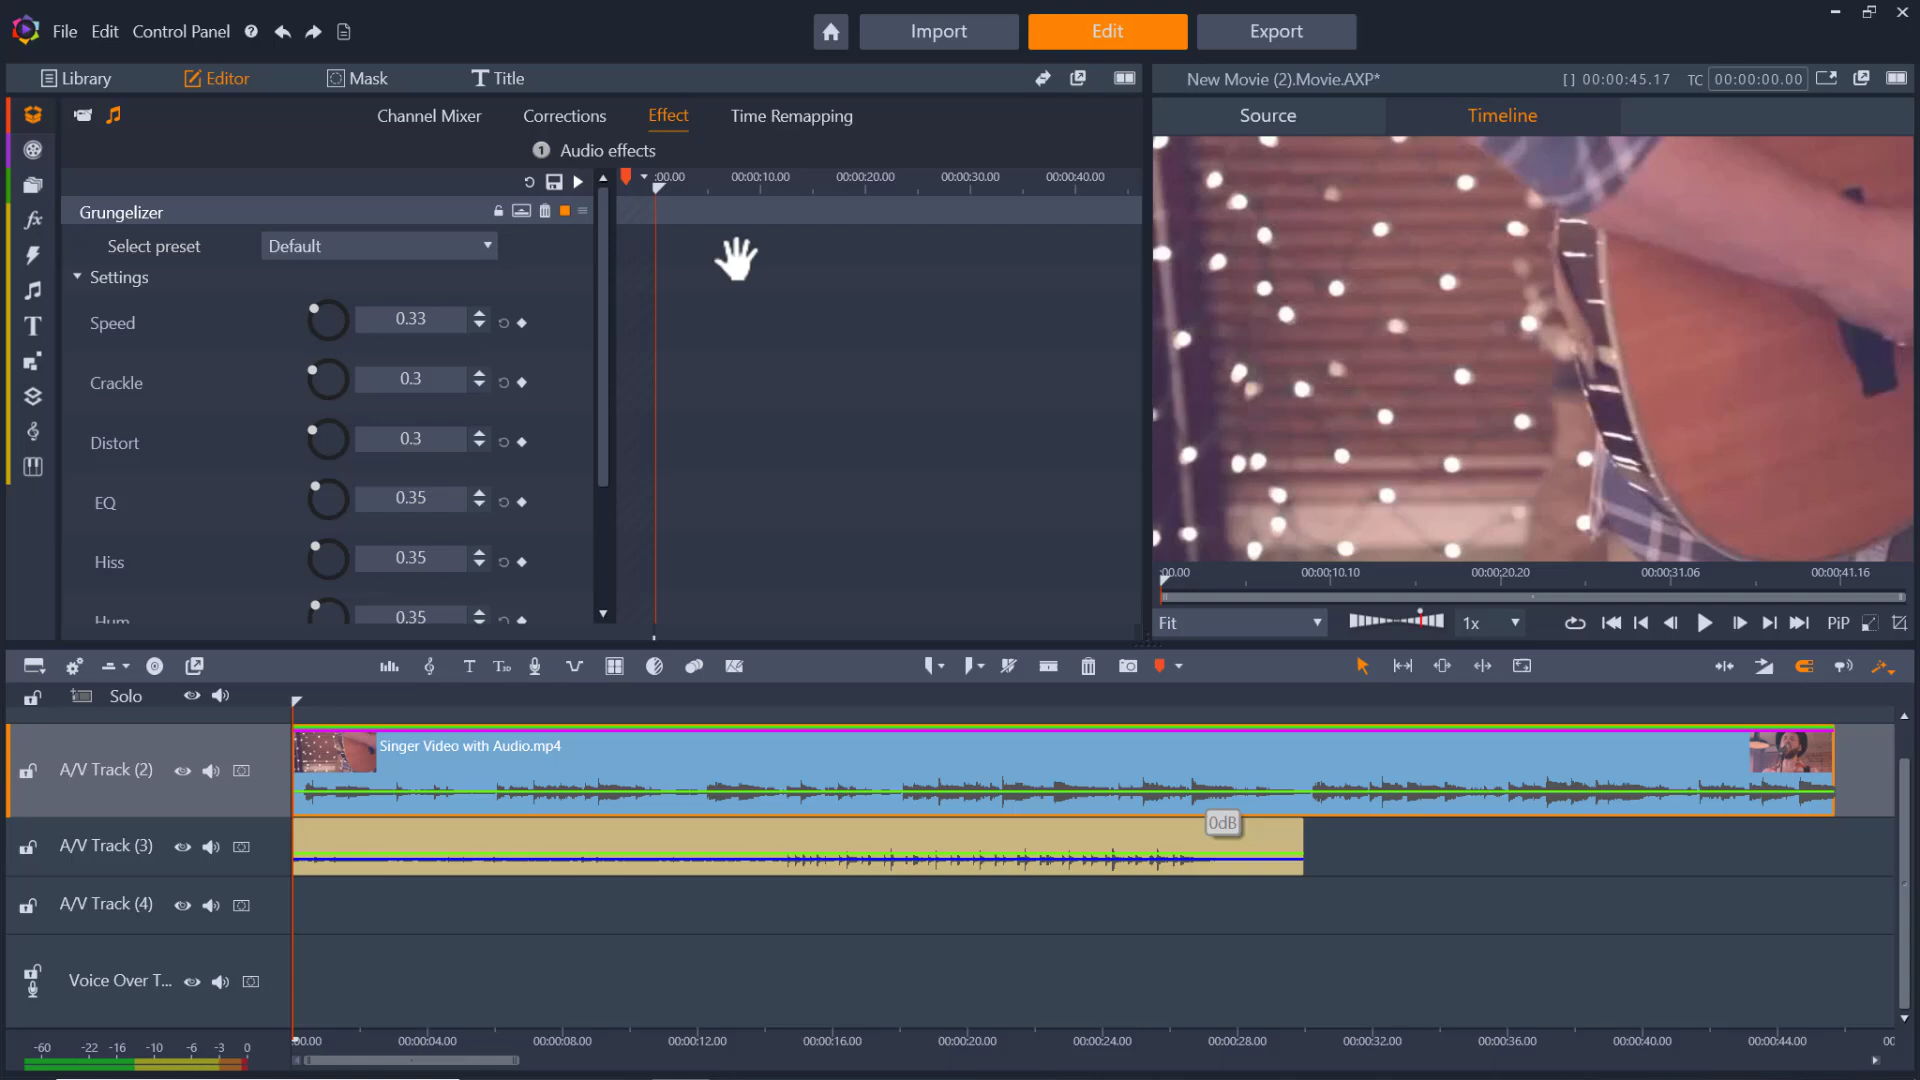 File Edit Control Panel
Import Edit Export
Library Editor Mask Title
New Movie (2).Movie.AXP* [ ] 00:00:45.17 TC 00:00:00.00
Channel Mixer Corrections Effect Time Remapping
Source Timeline
1 Audio effects
:00.00 00:00:10.00 00:00:20.00 00:00:30.00 00:00:40.00
Grungelizer
Select preset Default
Settings
Speed 0.33
Crackle 0.3
Distort 0.3
EQ 0.35
Hiss 0.35
Hum 0.35
:00.00 00:00:10.10 00:00:20.20 00:00:31.06 00:00:41.16
Fit 1x PiP
Solo
A/V Track (2) Singer Video with Audio.mp4
0dB
A/V Track (3)
A/V Track (4)
Voice Over T...
:00.00 00:00:04.00 00:00:08.00 00:00:12.00 00:00:16.00 00:00:20.00 00:00:24.00 00:00:28.00 00:00:32.00 00:00:36.00 00:00:40.00 00:00:44.00 00
-60 -22 -16 -10 -6 -3 0